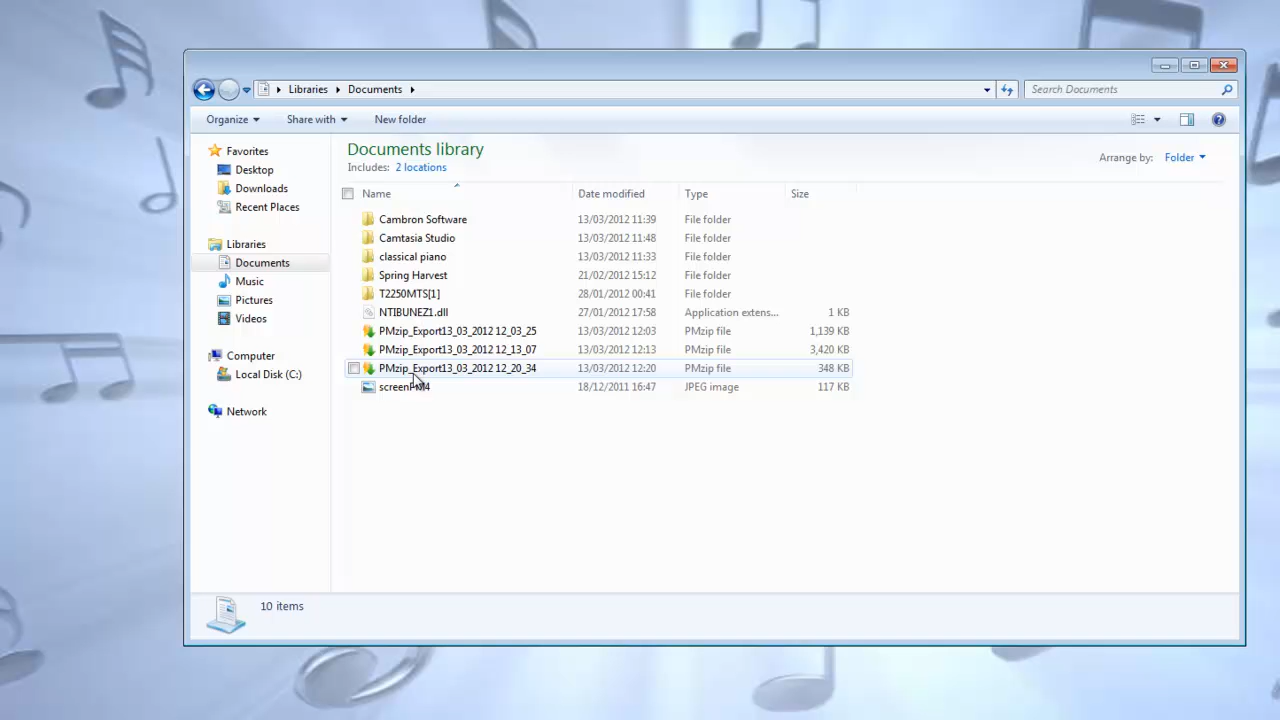 Libraries Documents
Search Documents
Organize Share with New folder
Favorites
Desktop
Downloads
Recent Places
Libraries
Documents
Music
Pictures
Videos
Computer
Local Disk (C:)
Network
Documents library
Includes: 2 locations
Arrange by: Folder
Name Date modified Type Size
Cambron Software 13/03/2012 11:39 File folder
Camtasia Studio 13/03/2012 11:48 File folder
classical piano 13/03/2012 11:33 File folder
Spring Harvest 21/02/2012 15:12 File folder
T2250MTS[1] 28/01/2012 00:41 File folder
NTIBUNEZ1.dll 27/01/2012 17:58 Application extens... 1 KB
PMzip_Export13_03_2012 12_03_25 13/03/2012 12:03 PMzip file 1,139 KB
PMzip_Export13_03_2012 12_13_07 13/03/2012 12:13 PMzip file 3,420 KB
PMzip_Export13_03_2012 12_20_34 13/03/2012 12:20 PMzip file 348 KB
18/12/2011 16:47 JPEG image 117 KB
10 items